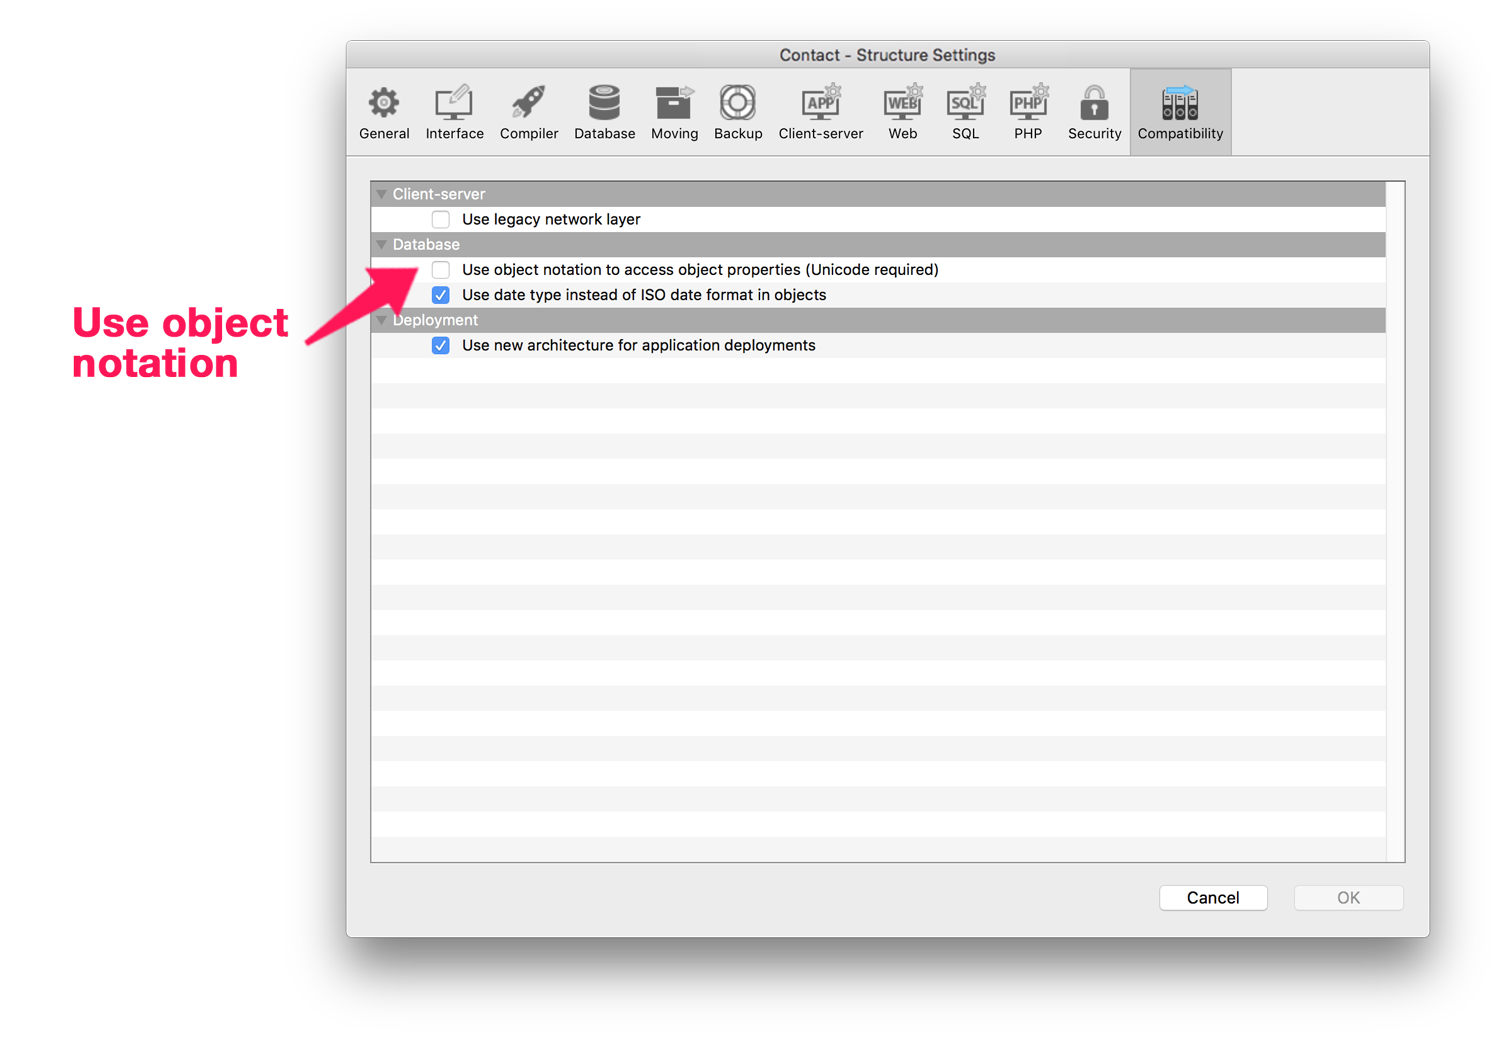 Contact - Structure Settings
General Interface Compiler Database Moving Backup Client-server Web SQL PHP Security Compatibility
APP WEB SQL PHP
Client-server
Use legacy network layer
Database
Use object notation to access object properties (Unicode required)
Use date type instead of ISO date format in objects
Deployment
Use new architecture for application deployments
Use object
notation
Cancel OK